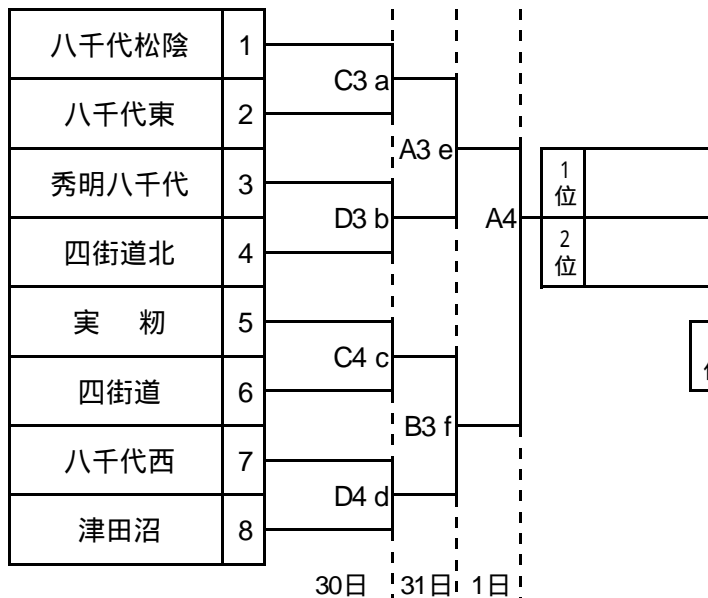 八千代松陰 1
C3 a
八千代東 2
A3 e
秀明八千代 3
1位
D3 b
A4
四街道北 4
2位
実 籾 5
C4 c
四街道 6
B3 f
八千代西 7
D4 d
津田沼 8
30日 31日 1日